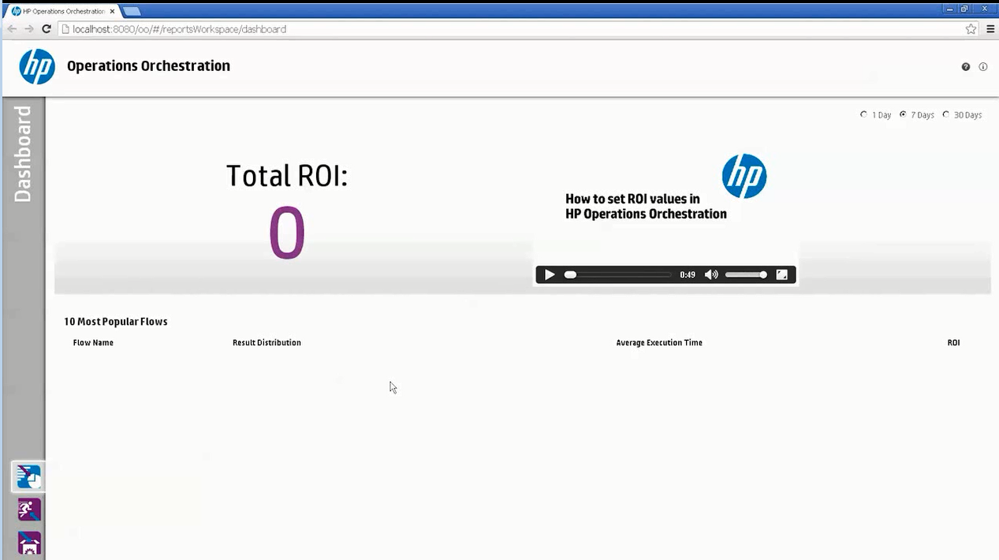 HP Operations Orchestration
localhost:8080/oo/#/reportsWorkspace/dashboard
hp
Operations Orchestration
Dashboard
1 Day
7 Days
30 Days
Total ROI:
0
hp
How to set ROI values in
HP Operations Orchestration
0:49
10 Most Popular Flows
Flow Name
Result Distribution
Average Execution Time
ROI